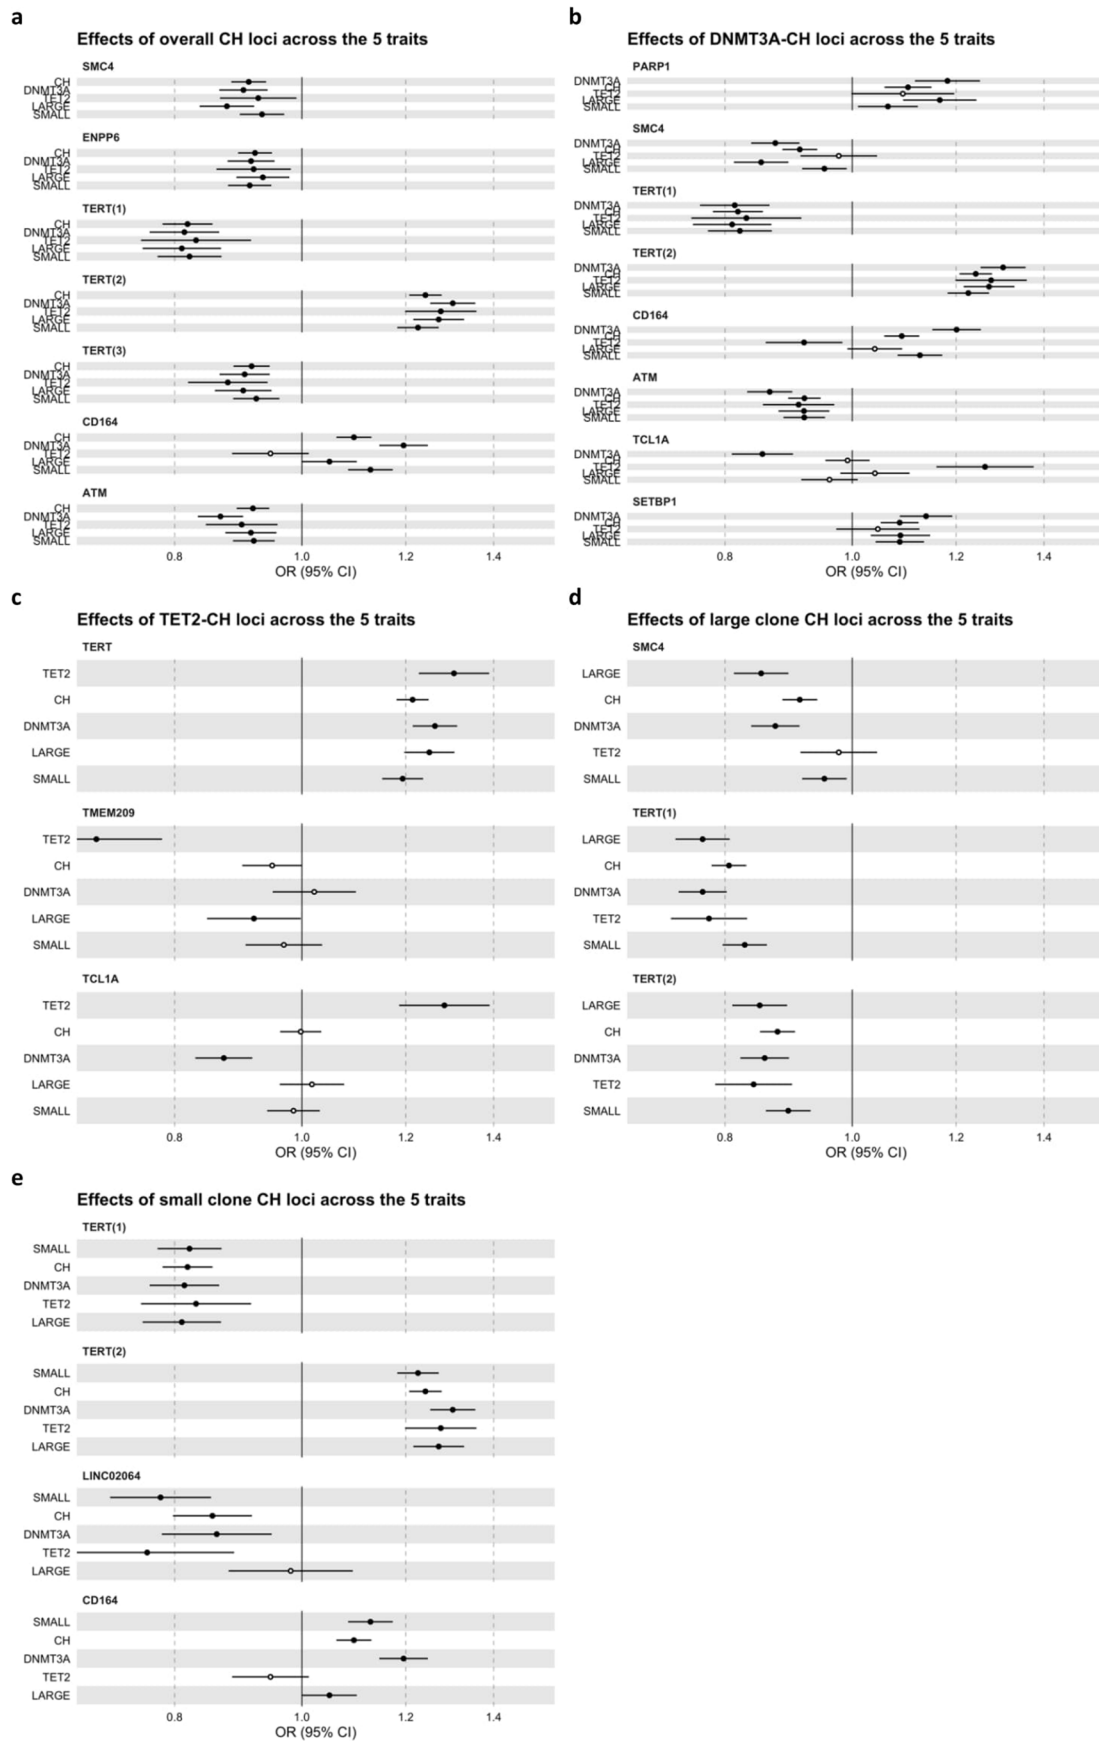 a
Effects of overall CH loci across the 5 traits
SMC4
CH
DNMT3A
TET2
LARGE
SMALL
ENPP6
CH
DNMT3A
TET2
LARGE
SMALL
TERT(1)
CH
DNMT3A
TET2
LARGE
SMALL
TERT(2)
CH
DNMT3A
TET2
LARGE
SMALL
TERT(3)
CH
DNMT3A
TET2
LARGE
SMALL
CD164
CH
DNMT3A
TET2
LARGE
SMALL
ATM
CH
DNMT3A
TET2
LARGE
SMALL
0.8 1.0 1.2 1.4
OR (95% CI)
b
Effects of DNMT3A-CH loci across the 5 traits
PARP1
DNMT3A
CH
TET2
LARGE
SMALL
SMC4
DNMT3A
CH
TET2
LARGE
SMALL
TERT(1)
DNMT3A
CH
TET2
LARGE
SMALL
TERT(2)
DNMT3A
CH
TET2
LARGE
SMALL
CD164
DNMT3A
CH
TET2
LARGE
SMALL
ATM
DNMT3A
CH
TET2
LARGE
SMALL
TCL1A
DNMT3A
CH
TET2
LARGE
SMALL
SETBP1
DNMT3A
CH
TET2
LARGE
SMALL
0.8 1.0 1.2 1.4
OR (95% CI)
c
Effects of TET2-CH loci across the 5 traits
TERT
TET2
CH
DNMT3A
LARGE
SMALL
TMEM209
TET2
CH
DNMT3A
LARGE
SMALL
TCL1A
TET2
CH
DNMT3A
LARGE
SMALL
0.8 1.0 1.2 1.4
OR (95% CI)
d
Effects of large clone CH loci across the 5 traits
SMC4
LARGE
CH
DNMT3A
TET2
SMALL
TERT(1)
LARGE
CH
DNMT3A
TET2
SMALL
TERT(2)
LARGE
CH
DNMT3A
TET2
SMALL
0.8 1.0 1.2 1.4
OR (95% CI)
e
Effects of small clone CH loci across the 5 traits
TERT(1)
SMALL
CH
DNMT3A
TET2
LARGE
TERT(2)
SMALL
CH
DNMT3A
TET2
LARGE
LINC02064
SMALL
CH
DNMT3A
TET2
LARGE
CD164
SMALL
CH
DNMT3A
TET2
LARGE
0.8 1.0 1.2 1.4
OR (95% CI)